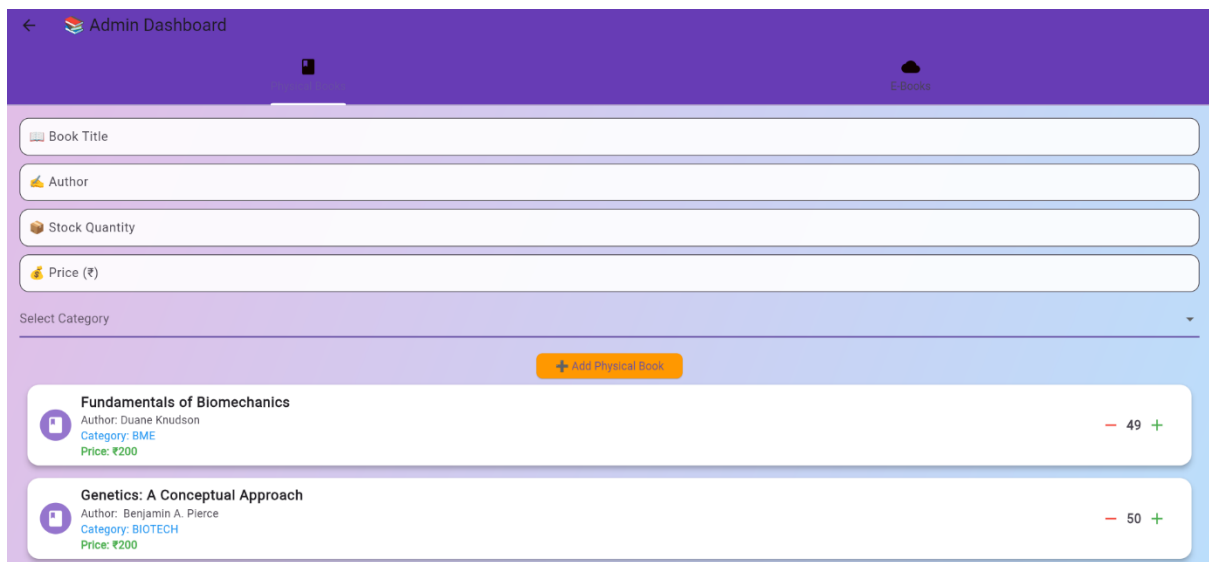 Admin Dashboard
E-Books
Book Title
Author
Stock Quantity
Price (₹)
Select Category
Add Physical Book
Fundamentals of Biomechanics
Author: Duane Knudson
Category: BME
Price: ₹200
49
Genetics: A Conceptual Approach
Author: Benjamin A. Pierce
Category: BIOTECH
Price: ₹200
50